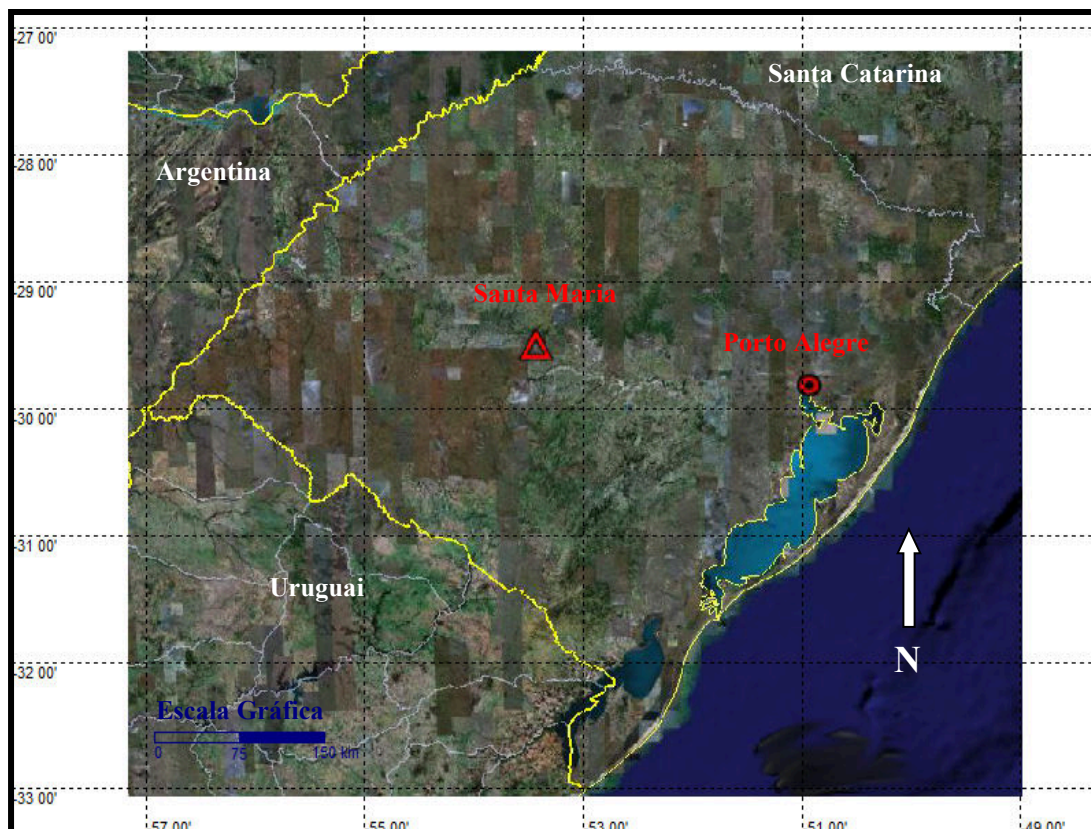 -27 00'
Santa Catarina
-28 00'
Argentina
-29 00'
Santa Maria
Porto Alegre
-30 00'
-31 00'
Uruguai
N
-32 00'
Escala Gráfica
0 75 150 km
-33 00'
-57 00' -55 00' -53 00' -51 00' -49 00'